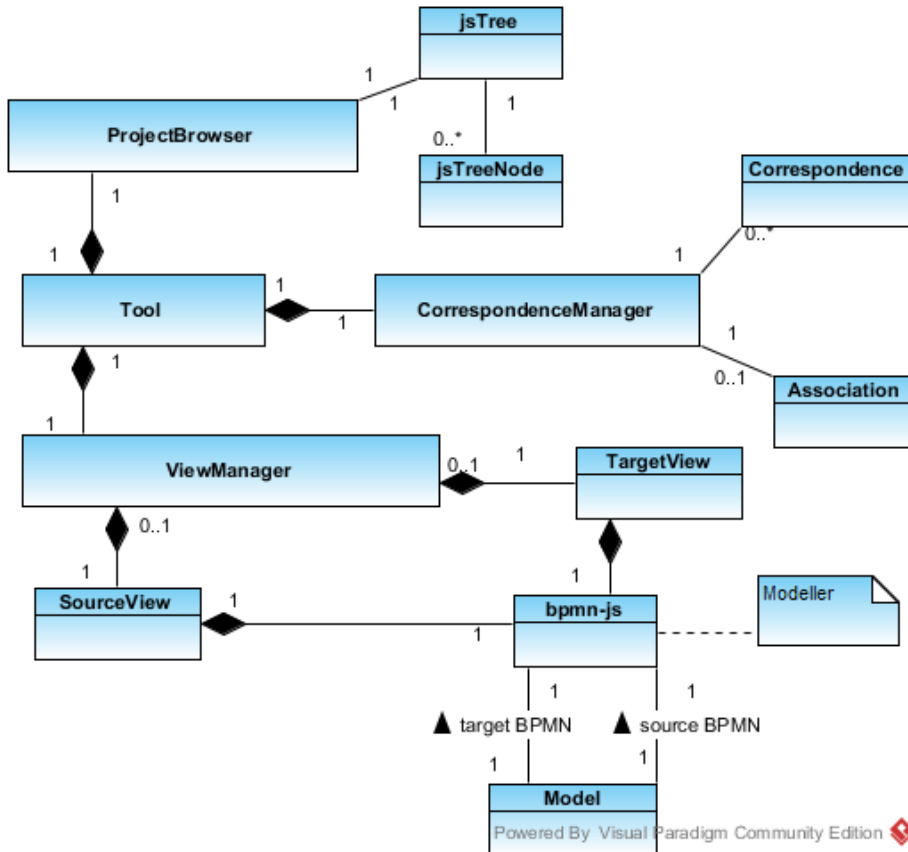 jsTree
1
1
1
ProjectBrowser
0..*
jsTreeNode
Correspondence
1
0..*
1
1
1
Tool
1
CorrespondenceManager
1
1
0..1
Association
1
1
ViewManager
0..1
1
TargetView
0..1
1
1
SourceView
1
bpmn-js
Modeller
1
1
1
target BPMN
source BPMN
1
1
Model
Powered By Visual Paradigm Community Edition